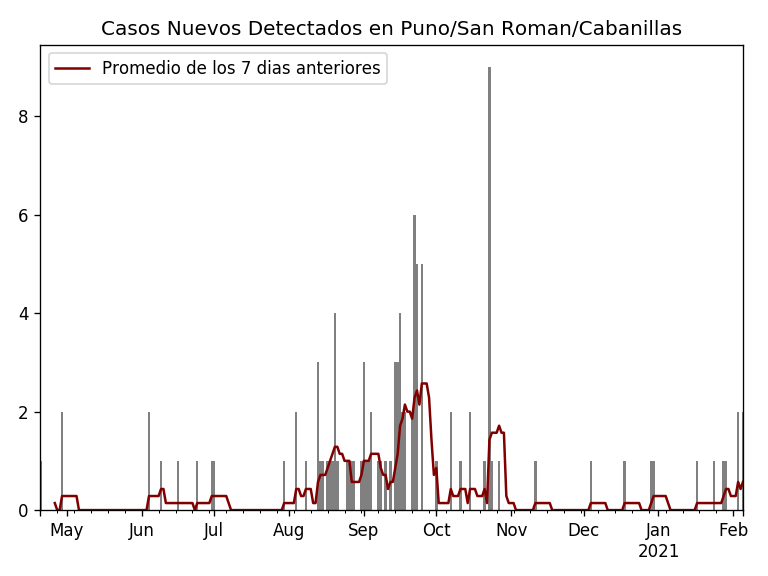 Casos Nuevos Detectados en Puno/San Roman/Cabanillas
Promedio de los 7 dias anteriores
8
6
4
2
0
May Jun Jul Aug Sep Oct Nov Dec Jan Feb
2021